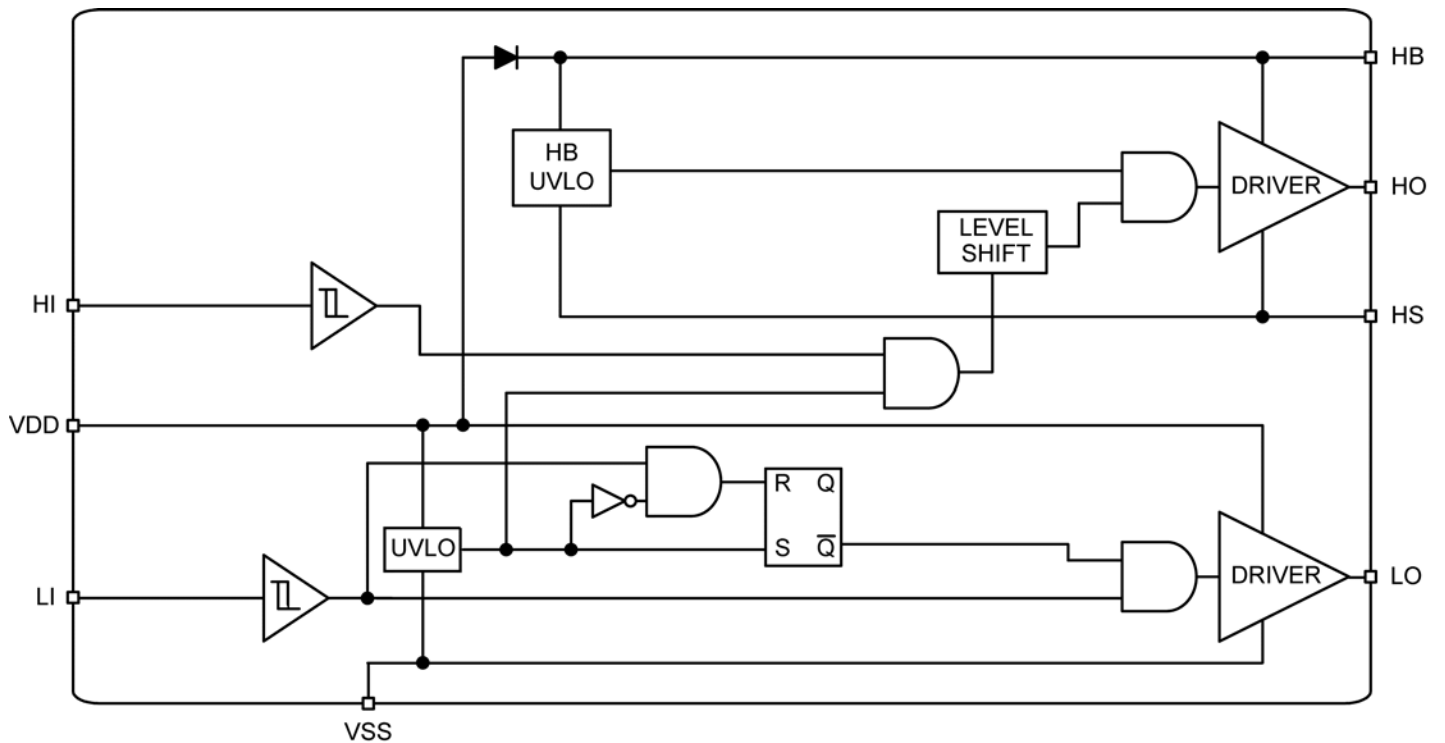 HB
HB
UVLO
DRIVER
HO
LEVEL
SHIFT
HI
HS
VDD
R Q
UVLO
S Q̅
DRIVER
LO
LI
VSS